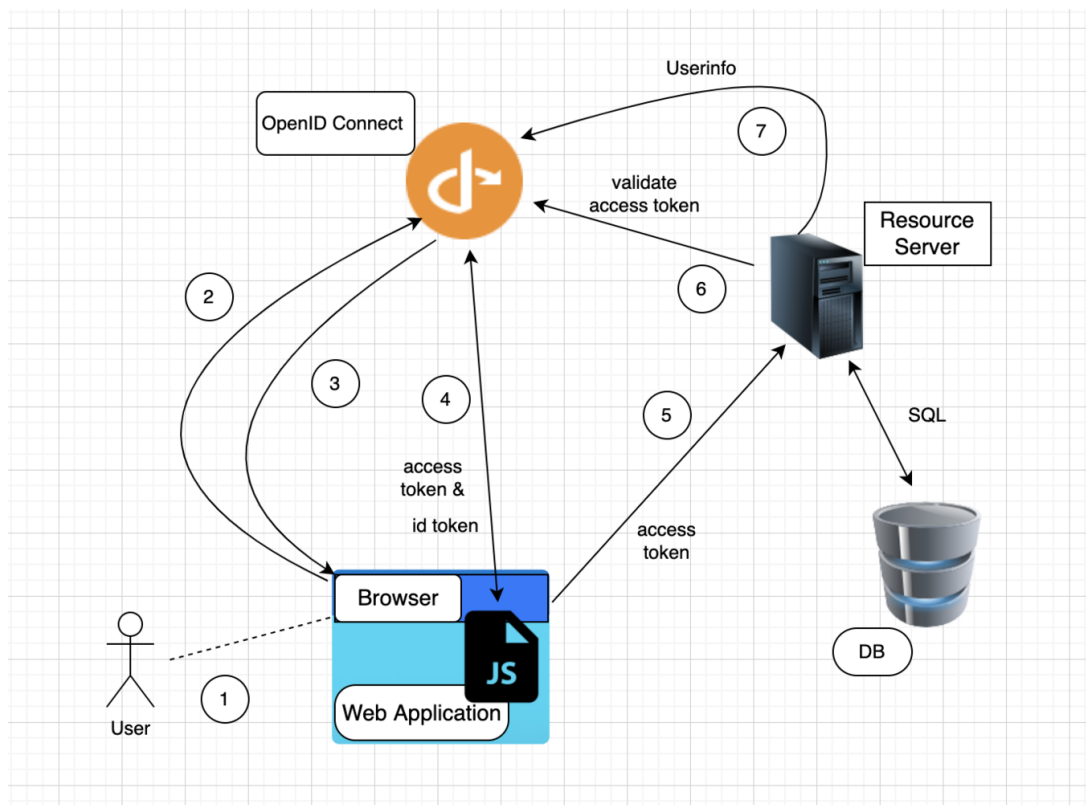 Userinfo
OpenID Connect
7
validate
access token
Resource
Server
2
6
3
4
5
SQL
access
token &
id token
access
token
Browser
JS
DB
1
Web Application
User